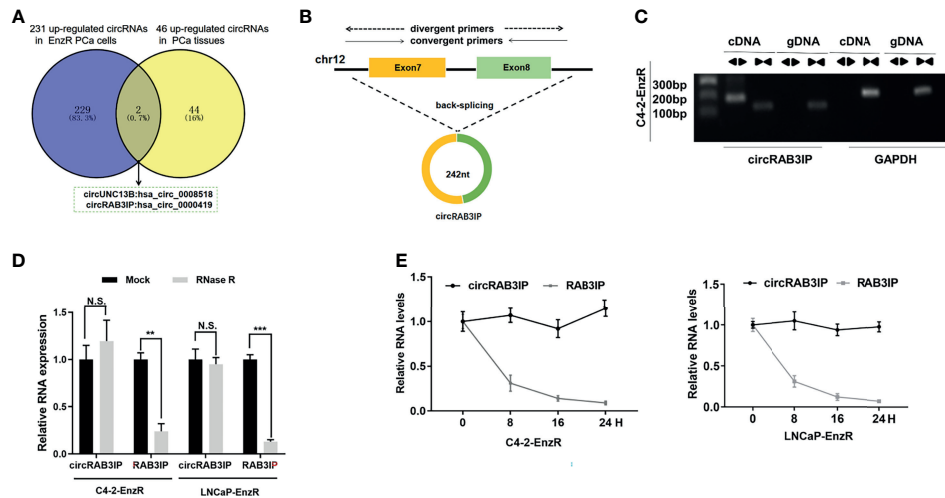 A
231 up-regulated circRNAs
in EnzR PCa cells
46 up-regulated circRNAs
in PCa tissues
229
(83.3%)
2
(0.7%)
44
(16%)
circUNC13B:hsa_circ_0008518
circRAB3IP:hsa_circ_0000419
B
divergent primers
convergent primers
chr12
Exon7
Exon8
back-splicing
242nt
circRAB3IP
C
cDNA gDNA cDNA gDNA
C4-2-EnzR
300bp
200bp
100bp
circRAB3IP GAPDH
D
Mock RNase R
Relative RNA expression
1.5
1.0
0.5
0.0
N.S.
**
N.S.
***
circRAB3IP RAB3IP circRAB3IP RAB3IP
C4-2-EnzR LNCaP-EnzR
E
circRAB3IP RAB3IP
Relative RNA levels
1.5
1.0
0.5
0.0
0 8 16 24 H
C4-2-EnzR
circRAB3IP RAB3IP
Relative RNA levels
1.5
1.0
0.5
0.0
0 8 16 24 H
LNCaP-EnzR